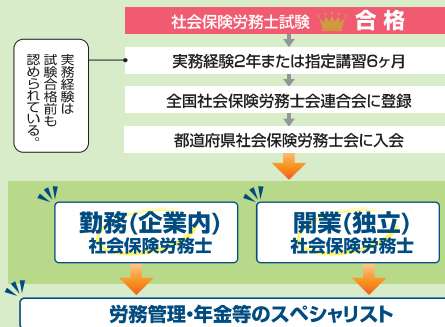 社会保険労務士試験 合格
実務経験は
試験合格前も
認められている。
実務経験2年または指定講習6ヶ月
全国社会保険労務士会連合会に登録
都道府県社会保険労務士会に入会
勤務(企業内)
社会保険労務士
開業(独立)
社会保険労務士
労務管理・年金等のスペシャリスト